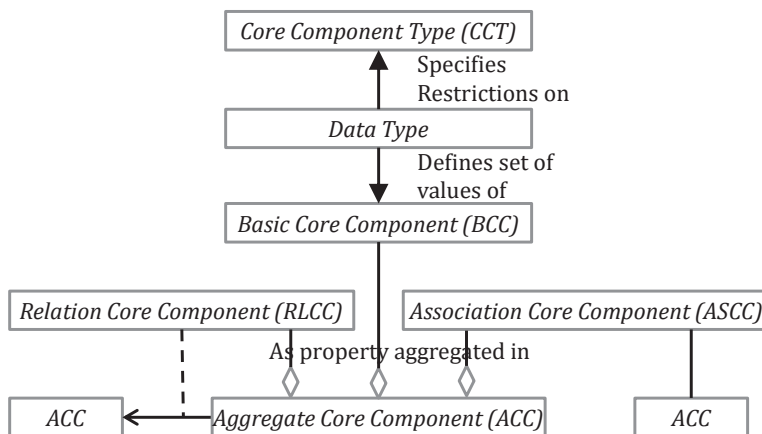 Core Component Type (CCT)
Specifies
Restrictions on
Data Type
Defines set of
values of
Basic Core Component (BCC)
Relation Core Component (RLCC)
Association Core Component (ASCC)
As property aggregated in
ACC
Aggregate Core Component (ACC)
ACC